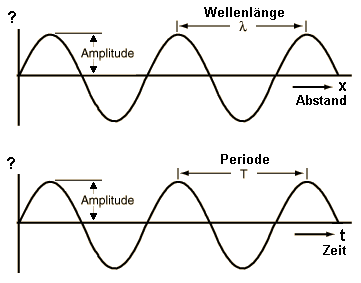 ?
Wellenlänge
λ
Amplitude
x
Abstand
?
Periode
T
Amplitude
t
Zeit